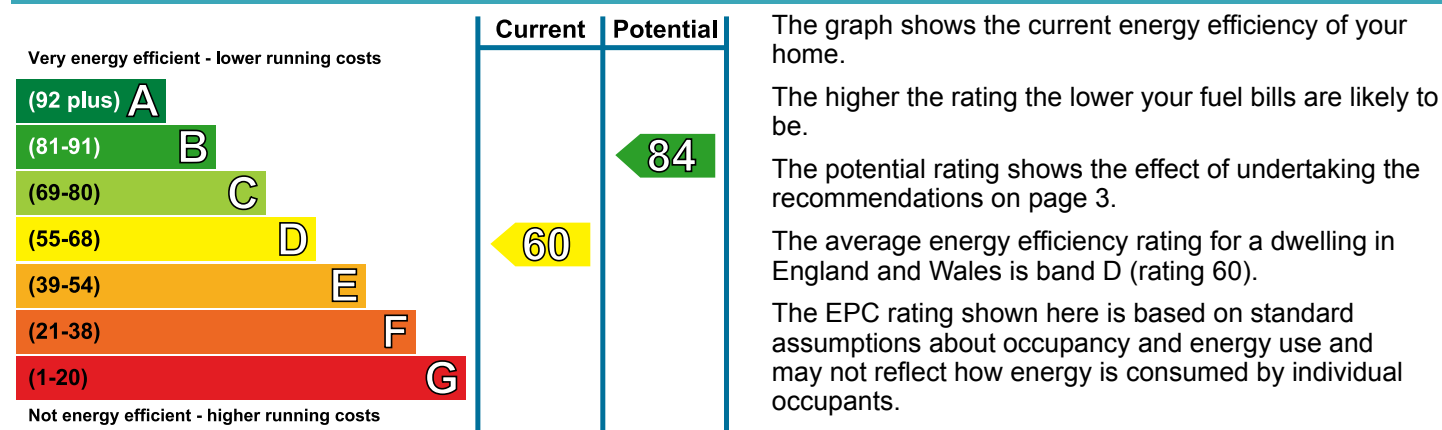 Current Potential
Very energy efficient - lower running costs
(92 plus) A
(81-91) B
84
(69-80) C
(55-68) D
60
(39-54) E
(21-38) F
(1-20) G
Not energy efficient - higher running costs
The graph shows the current energy efficiency of your
home.
The higher the rating the lower your fuel bills are likely to
be.
The potential rating shows the effect of undertaking the
recommendations on page 3.
The average energy efficiency rating for a dwelling in
England and Wales is band D (rating 60).
The EPC rating shown here is based on standard
assumptions about occupancy and energy use and
may not reflect how energy is consumed by individual
occupants.